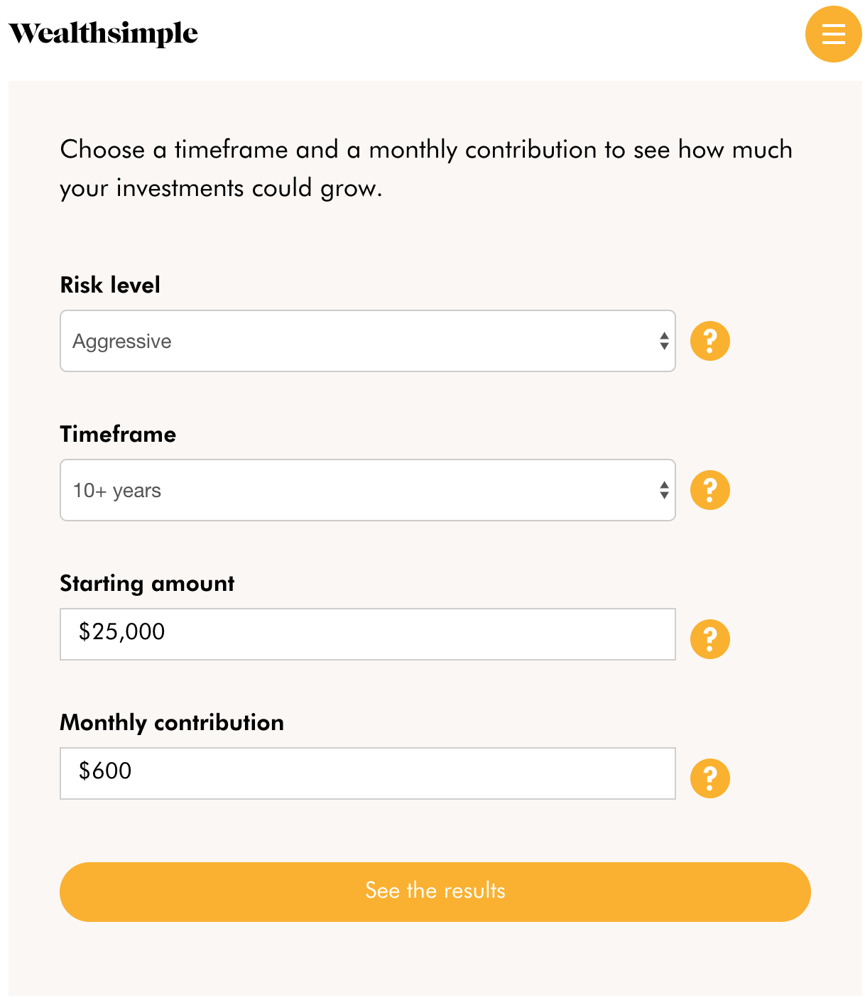 Wealthsimple
Choose a timeframe and a monthly contribution to see how much
your investments could grow.
Risk level
Aggressive
?
Timeframe
10+ years
?
Starting amount
$25,000
?
Monthly contribution
$600
?
See the results